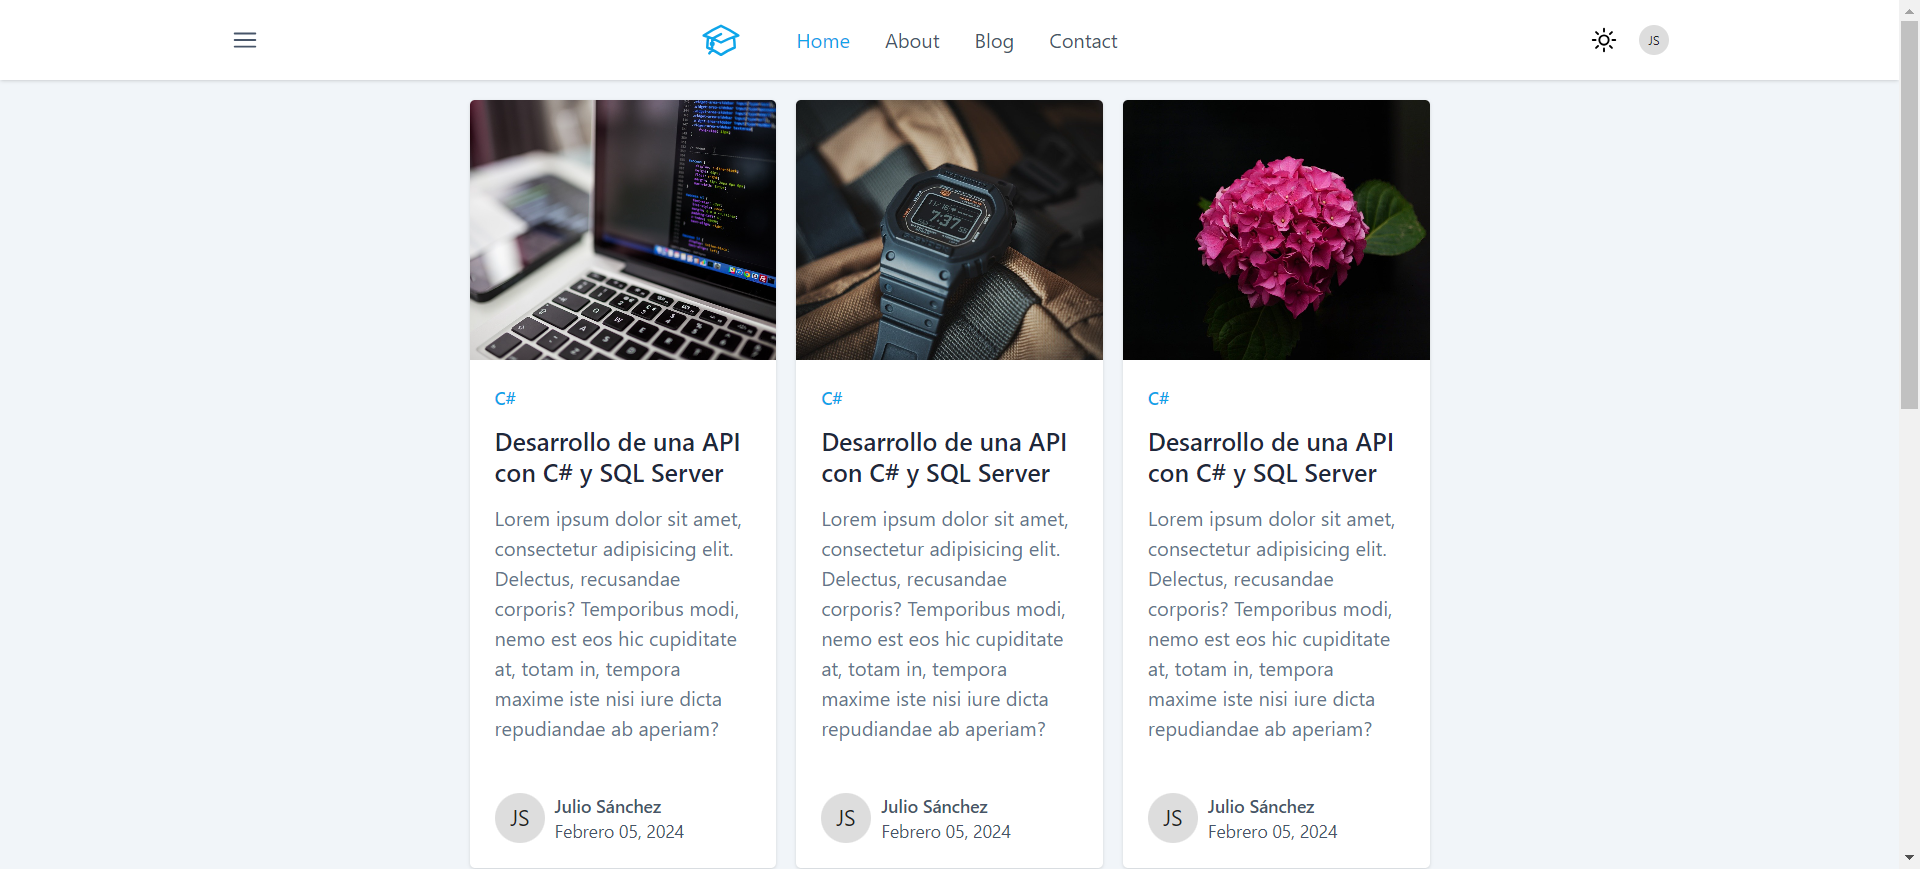 Home About Blog Contact JS
7:37
C#
Desarrollo de una API
con C# y SQL Server
Lorem ipsum dolor sit amet,
consectetur adipisicing elit.
Delectus, recusandae
corporis? Temporibus modi,
nemo est eos hic cupiditate
at, totam in, tempora
maxime iste nisi iure dicta
repudiandae ab aperiam?
JS
Julio Sánchez
Febrero 05, 2024
C#
Desarrollo de una API
con C# y SQL Server
Lorem ipsum dolor sit amet,
consectetur adipisicing elit.
Delectus, recusandae
corporis? Temporibus modi,
nemo est eos hic cupiditate
at, totam in, tempora
maxime iste nisi iure dicta
repudiandae ab aperiam?
JS
Julio Sánchez
Febrero 05, 2024
C#
Desarrollo de una API
con C# y SQL Server
Lorem ipsum dolor sit amet,
consectetur adipisicing elit.
Delectus, recusandae
corporis? Temporibus modi,
nemo est eos hic cupiditate
at, totam in, tempora
maxime iste nisi iure dicta
repudiandae ab aperiam?
JS
Julio Sánchez
Febrero 05, 2024